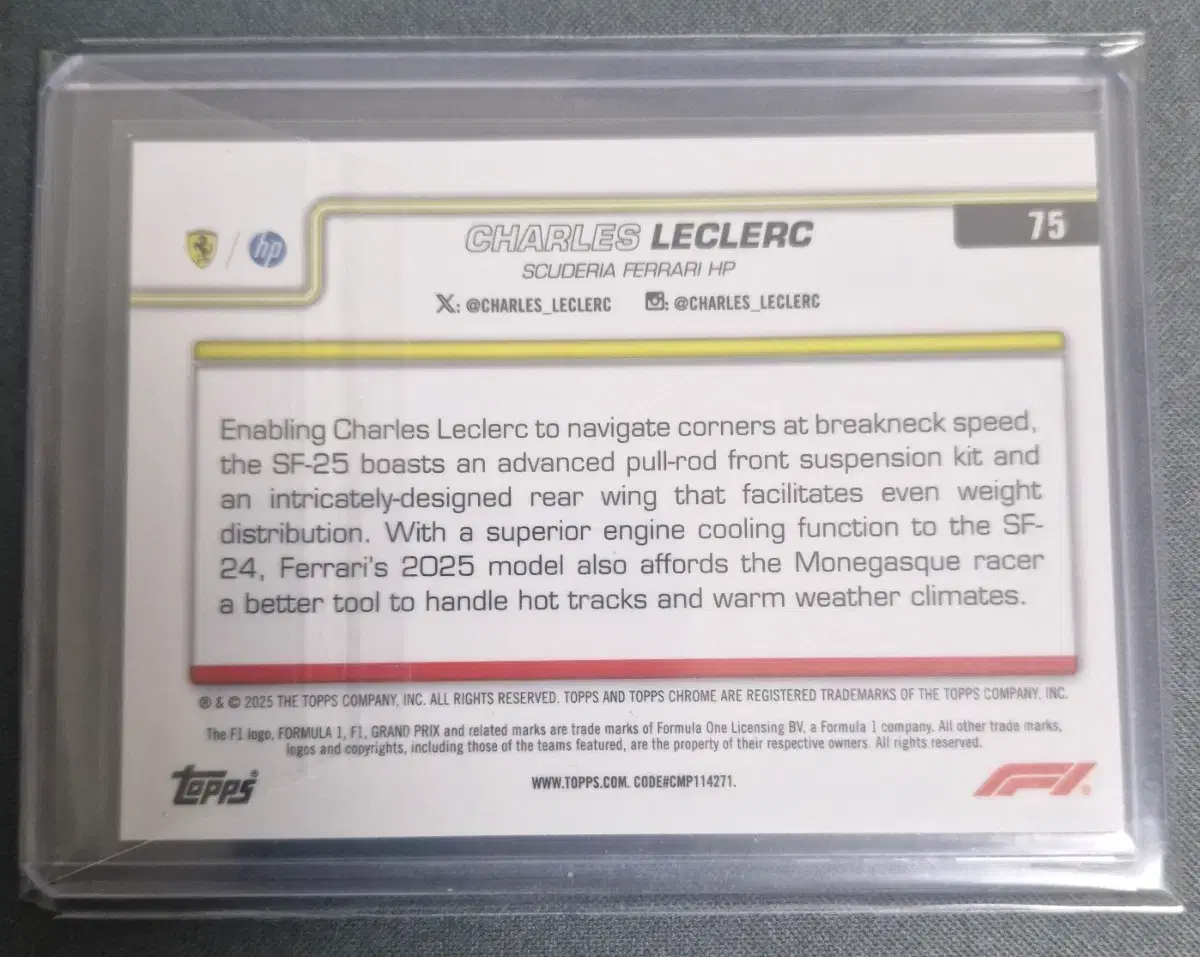 75
hp
CHARLES LECLERC
SCUDERIA FERRARI HP
X: @CHARLES_LECLERC : @CHARLES_LECLERC
Enabling Charles Leclerc to navigate corners at breakneck speed,
the SF-25 boasts an advanced pull-rod front suspension kit and
an intricately-designed rear wing that facilitates even weight
distribution. With a superior engine cooling function to the SF-
24, Ferrari's 2025 model also affords the Monegasque racer
a better tool to handle hot tracks and warm weather climates.
® & © 2025 THE TOPPS COMPANY, INC. ALL RIGHTS RESERVED. TOPPS AND TOPPS CHROME ARE REGISTERED TRADEMARKS OF THE TOPPS COMPANY, INC.
The F1 logo, FORMULA 1, F1, GRAND PRIX and related marks are trade marks of Formula One Licensing BV, a Formula 1 company. All other trade marks,
logos and copyrights, including those of the teams featured, are the property of their respective owners. All rights reserved.
topps®
WWW.TOPPS.COM. CODE#CMP114271.
F1®